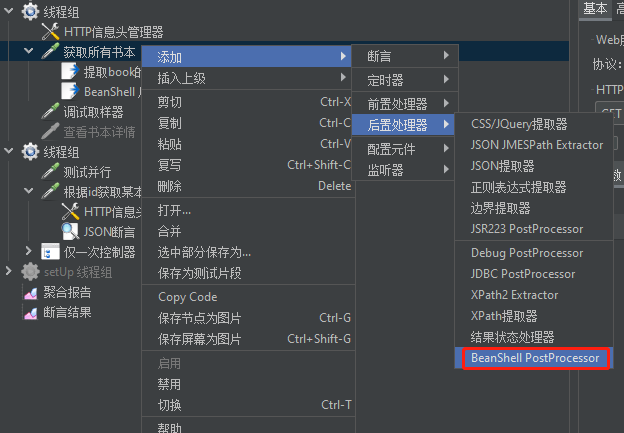 线程组
HTTP信息头管理器
获取所有书本
提取book的
BeanShell
调试取样器
查看书本详情
线程组
测试并行
根据id获取某本
HTTP信息头
JSON断言
仅一次控制器
setUp 线程组
聚合报告
断言结果
添加
插入上级
剪切 Ctrl-X
复制 Ctrl-C
粘贴 Ctrl-V
复写 Ctrl+Shift-C
删除 Delete
打开...
合并
选中部分保存为...
保存为测试片段
Copy Code
保存节点为图片 Ctrl-G
保存屏幕为图片 Ctrl+Shift-G
启用
禁用
切换 Ctrl-T
帮助
断言
定时器
前置处理器
后置处理器
配置元件
监听器
CSS/JQuery提取器
JSON JMESPath Extractor
JSON提取器
正则表达式提取器
边界提取器
JSR223 PostProcessor
Debug PostProcessor
JDBC PostProcessor
XPath2 Extractor
XPath提取器
结果状态处理器
BeanShell PostProcessor
基本
Web服
协议:
HTTP
GET
数